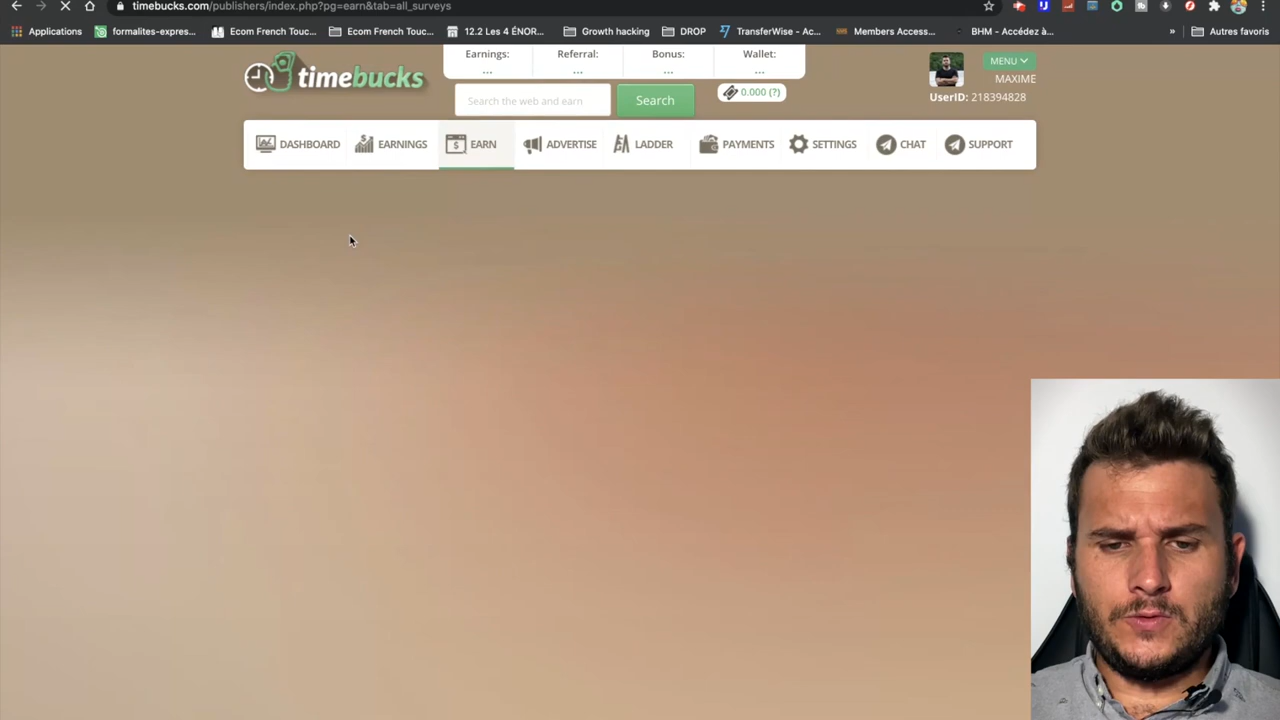 timebucks.com/publishers/index.php?pg=earn&tab=all_surveys
Applications
formalites-expres...
Ecom French Touc...
Ecom French Touc...
12.2 Les 4 ÉNOR...
Growth hacking
DROP
TransferWise - Ac...
Members Access...
BHM - Accédez à...
»
Autres favoris
timebucks
Earnings:
Referral:
Bonus:
Wallet:
...
...
...
...
Search the web and earn
Search
0.000 (?)
MENU
MAXIME
UserID: 218394828
DASHBOARD
EARNINGS
EARN
ADVERTISE
LADDER
PAYMENTS
SETTINGS
CHAT
SUPPORT